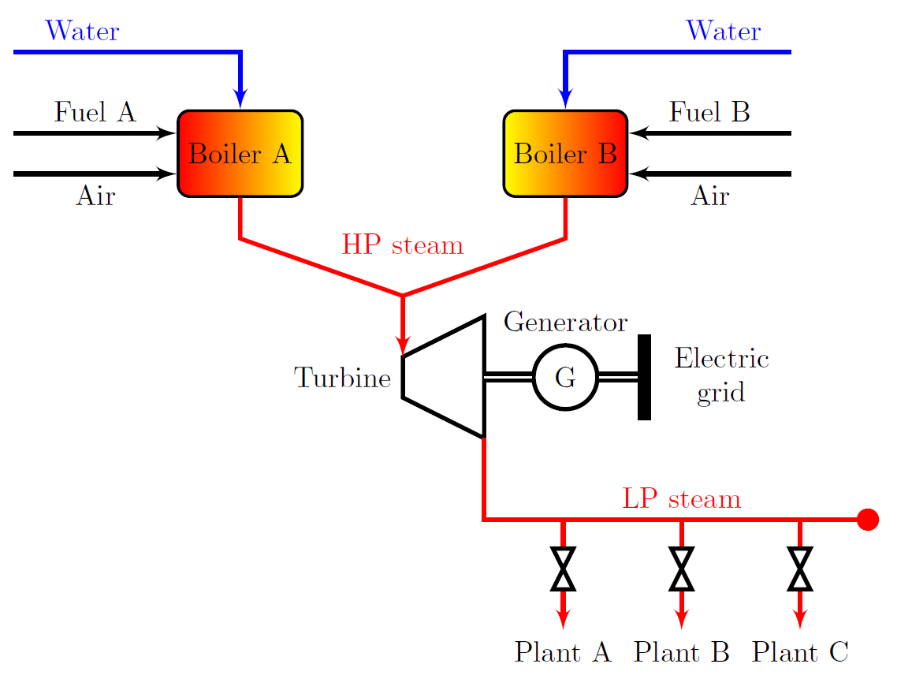 Water
Water
Fuel A
Fuel B
Boiler A
Boiler B
Air
Air
HP steam
Generator
Turbine
G
Electric
grid
LP steam
Plant A
Plant B
Plant C